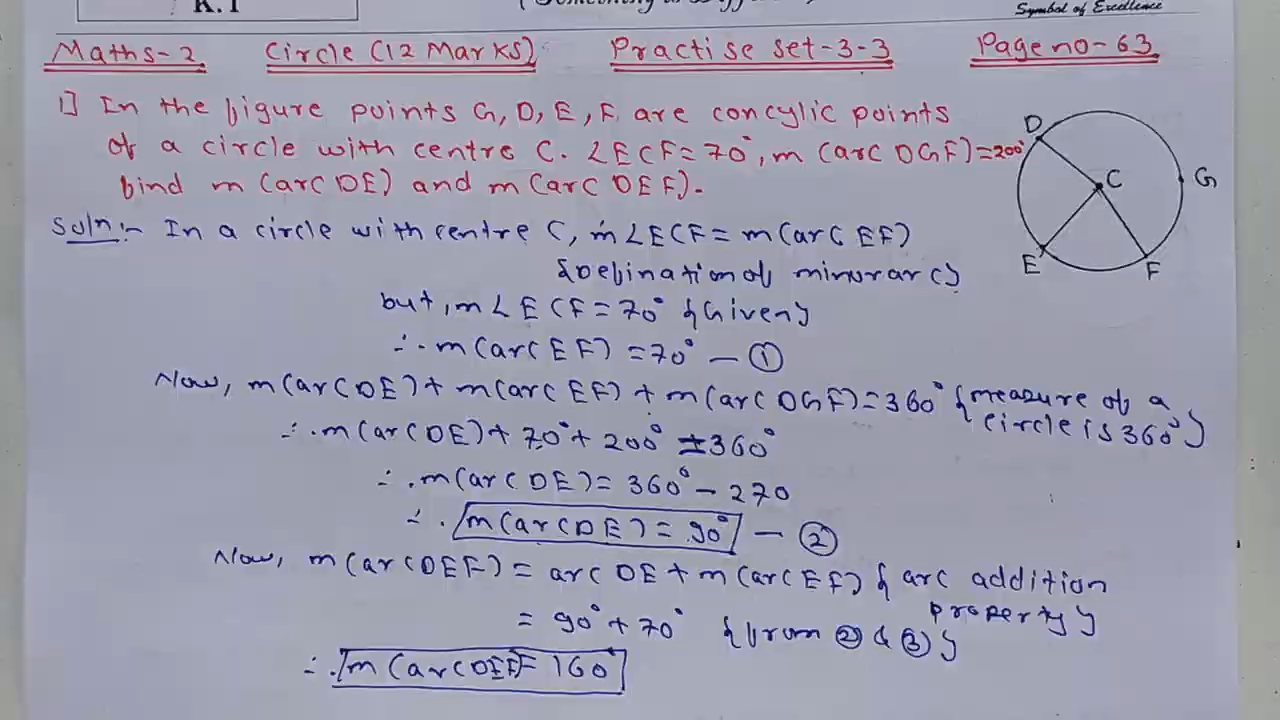 K. I
Symbol of Excellence
Maths-2 Circle (12 Marks) Practise set-3-3 Page no-63
1] In the figure points G, D, E, F, are concylic points
of a circle with centre C. ∠ECF=70°, m (arc DGF)=200°
find m (arc DE) and m (arc DEF).
Soln:- In a circle with centre C, m∠ECF = m(arc EF)
{Defination of minor arc}
but, m∠ECF=70° {Given}
∴ m(arc EF) =70° — ①
Now, m(arc DE)+ m(arc EF) + m(arc DGF)=360° {measure of a
circle is 360°}
∴ m(arc DE)+ 70°+ 200° =360°
∴ m(arc DE)= 360° - 270
∴ m(arc DE) = 90° — ②
Now, m(arc DEF) = arc DE + m(arc EF) { arc addition
property}
= 90° + 70° {from ② & ③}
∴ m(arc DEF)= 160°
D
C
G
E
F